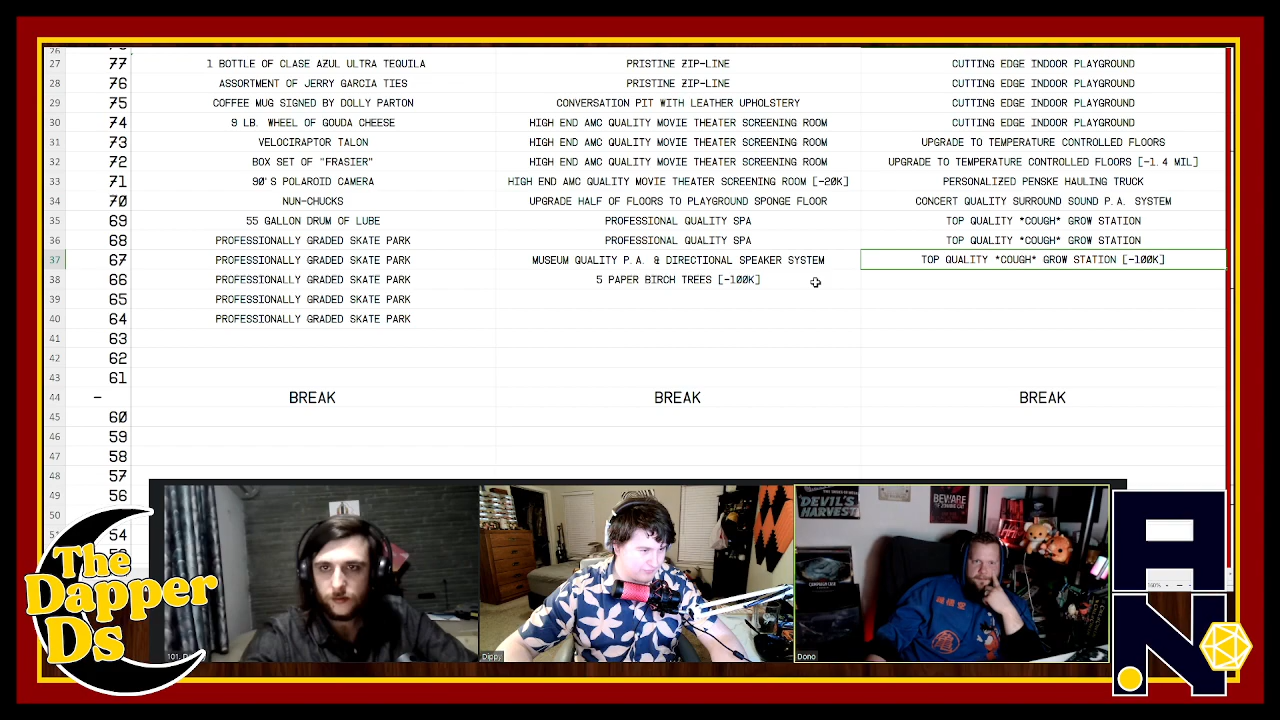 27 77 1 BOTTLE OF CLASE AZUL ULTRA TEQUILA PRISTINE ZIP-LINE CUTTING EDGE INDOOR PLAYGROUND
28 76 ASSORTMENT OF JERRY GARCIA TIES PRISTINE ZIP-LINE CUTTING EDGE INDOOR PLAYGROUND
29 75 COFFEE MUG SIGNED BY DOLLY PARTON CONVERSATION PIT WITH LEATHER UPHOLSTERY CUTTING EDGE INDOOR PLAYGROUND
30 74 9 LB. WHEEL OF GOUDA CHEESE HIGH END AMC QUALITY MOVIE THEATER SCREENING ROOM CUTTING EDGE INDOOR PLAYGROUND
31 73 VELOCIRAPTOR TALON HIGH END AMC QUALITY MOVIE THEATER SCREENING ROOM UPGRADE TO TEMPERATURE CONTROLLED FLOORS
32 72 BOX SET OF "FRASIER" HIGH END AMC QUALITY MOVIE THEATER SCREENING ROOM UPGRADE TO TEMPERATURE CONTROLLED FLOORS [-1.4 MIL]
33 71 90'S POLAROID CAMERA HIGH END AMC QUALITY MOVIE THEATER SCREENING ROOM [-20K] PERSONALIZED PENSKE HAULING TRUCK
34 70 NUN-CHUCKS UPGRADE HALF OF FLOORS TO PLAYGROUND SPONGE FLOOR CONCERT QUALITY SURROUND SOUND P.A. SYSTEM
35 69 55 GALLON DRUM OF LUBE PROFESSIONAL QUALITY SPA TOP QUALITY *COUGH* GROW STATION
36 68 PROFESSIONALLY GRADED SKATE PARK PROFESSIONAL QUALITY SPA TOP QUALITY *COUGH* GROW STATION
37 67 PROFESSIONALLY GRADED SKATE PARK MUSEUM QUALITY P.A. & DIRECTIONAL SPEAKER SYSTEM TOP QUALITY *COUGH* GROW STATION [-100K]
38 66 PROFESSIONALLY GRADED SKATE PARK 5 PAPER BIRCH TREES [-100K]
39 65 PROFESSIONALLY GRADED SKATE PARK
40 64 PROFESSIONALLY GRADED SKATE PARK
41 63
42 62
43 61
44 - BREAK BREAK BREAK
45 60
46 59
47 58
48 57
49 56
50
54
The
Dapper
Ds
DEVIL'S
HARVEST
BEWARE
Dippy
Dono
AN